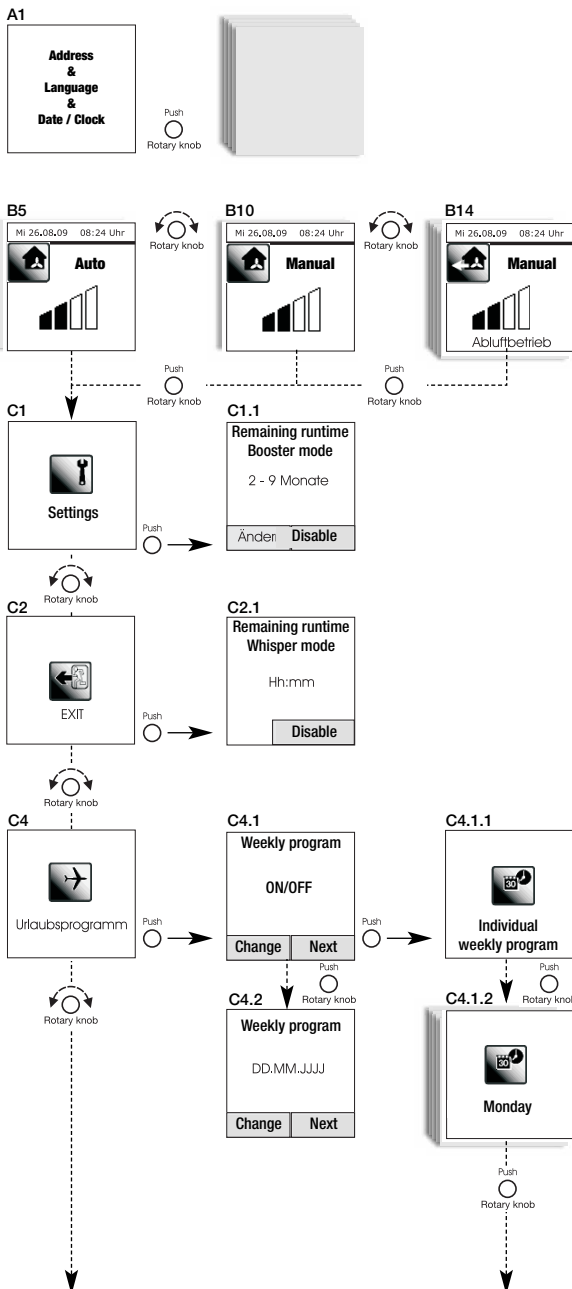 A1
Address
&
Language
&
Date / Clock
Push
Rotary knob
B5
Mi 26.08.09 08:24 Uhr
Auto
Rotary knob
B10
Mi 26.08.09 08:24 Uhr
Manual
Rotary knob
B14
Mi 26.08.09 08:24 Uhr
Manual
Abluftbetrieb
Push
Rotary knob
Push
Rotary knob
C1
Settings
Push
C1.1
Remaining runtime
Booster mode
2 - 9 Monate
Änder Disable
Rotary knob
C2
EXIT
Push
C2.1
Remaining runtime
Whisper mode
Hh:mm
Disable
Rotary knob
C4
Urlaubsprogramm
Push
C4.1
Weekly program
ON/OFF
Change Next
Push
C4.1.1
30
Individual
weekly program
Rotary knob
Push
Rotary knob
Push
Rotary knob
C4.2
Weekly program
DD.MM.JJJJ
Change Next
C4.1.2
30
Monday
Push
Rotary knob